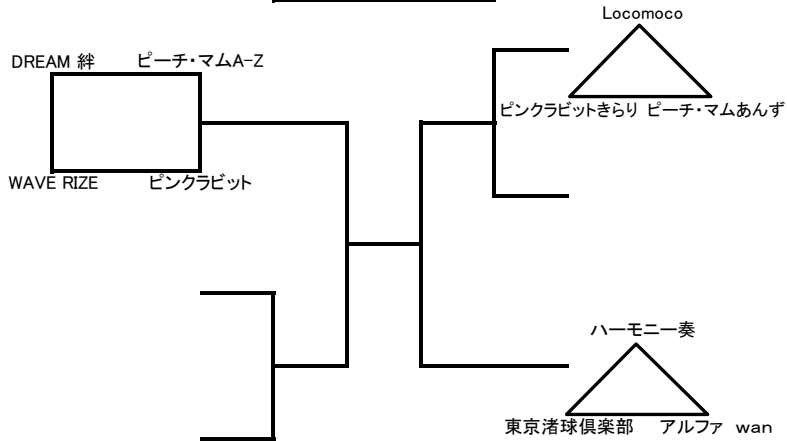 Locomoco
DREAM 絆 ピーチ・マムA-Z
ピンクラビットきらり ピーチ・マムあんず
WAVE RIZE ピンクラビット
ハーモニー奏
東京渚球倶楽部 アルファ wan